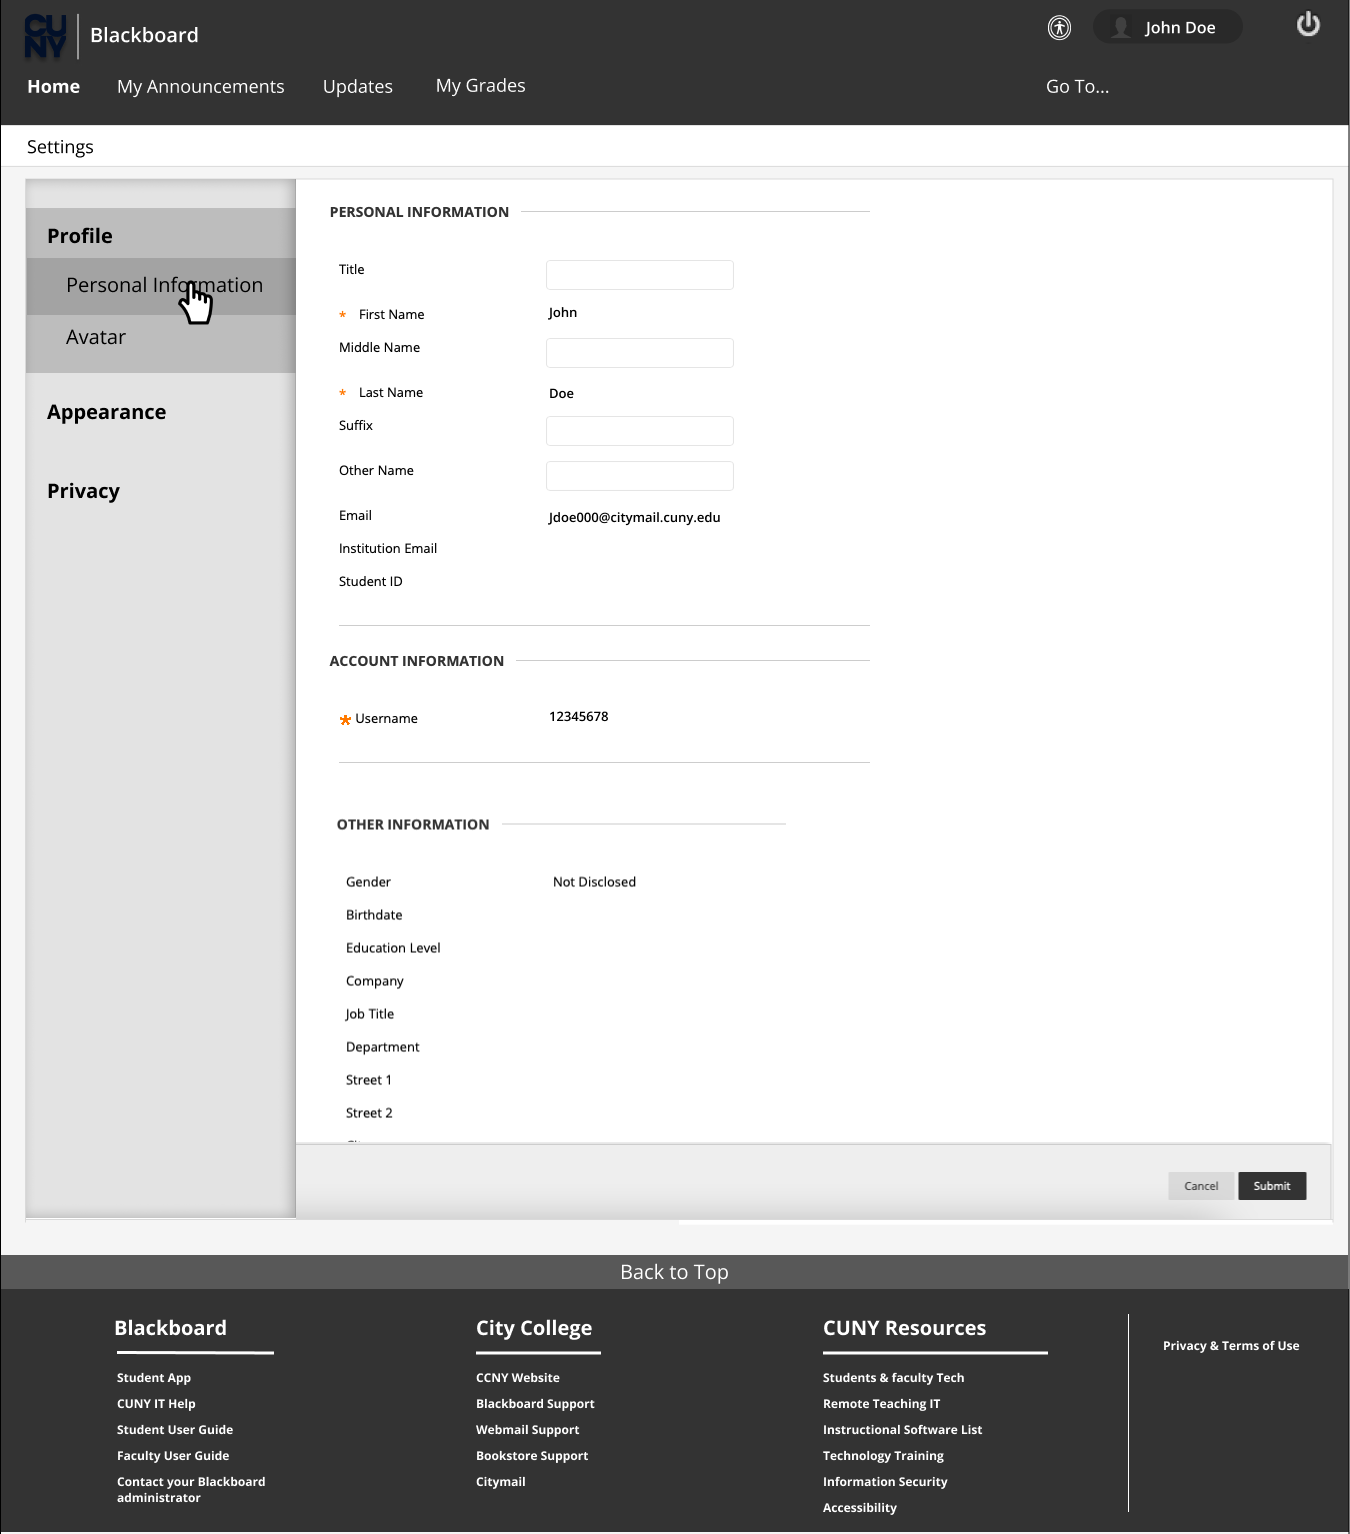 CUNY
Blackboard
John Doe
Home
My Announcements
Updates
My Grades
Go To...
Settings
Profile
Personal Information
Avatar
Appearance
Privacy
PERSONAL INFORMATION
Title
* First Name John
Middle Name
* Last Name Doe
Suffix
Other Name
Email Jdoe000@citymail.cuny.edu
Institution Email
Student ID
ACCOUNT INFORMATION
* Username 12345678
OTHER INFORMATION
Gender Not Disclosed
Birthdate
Education Level
Company
Job Title
Department
Street 1
Street 2
Cancel
Submit
Back to Top
Blackboard
Student App
CUNY IT Help
Student User Guide
Faculty User Guide
Contact your Blackboard
administrator
City College
CCNY Website
Blackboard Support
Webmail Support
Bookstore Support
Citymail
CUNY Resources
Students & faculty Tech
Remote Teaching IT
Instructional Software List
Technology Training
Information Security
Accessibility
Privacy & Terms of Use